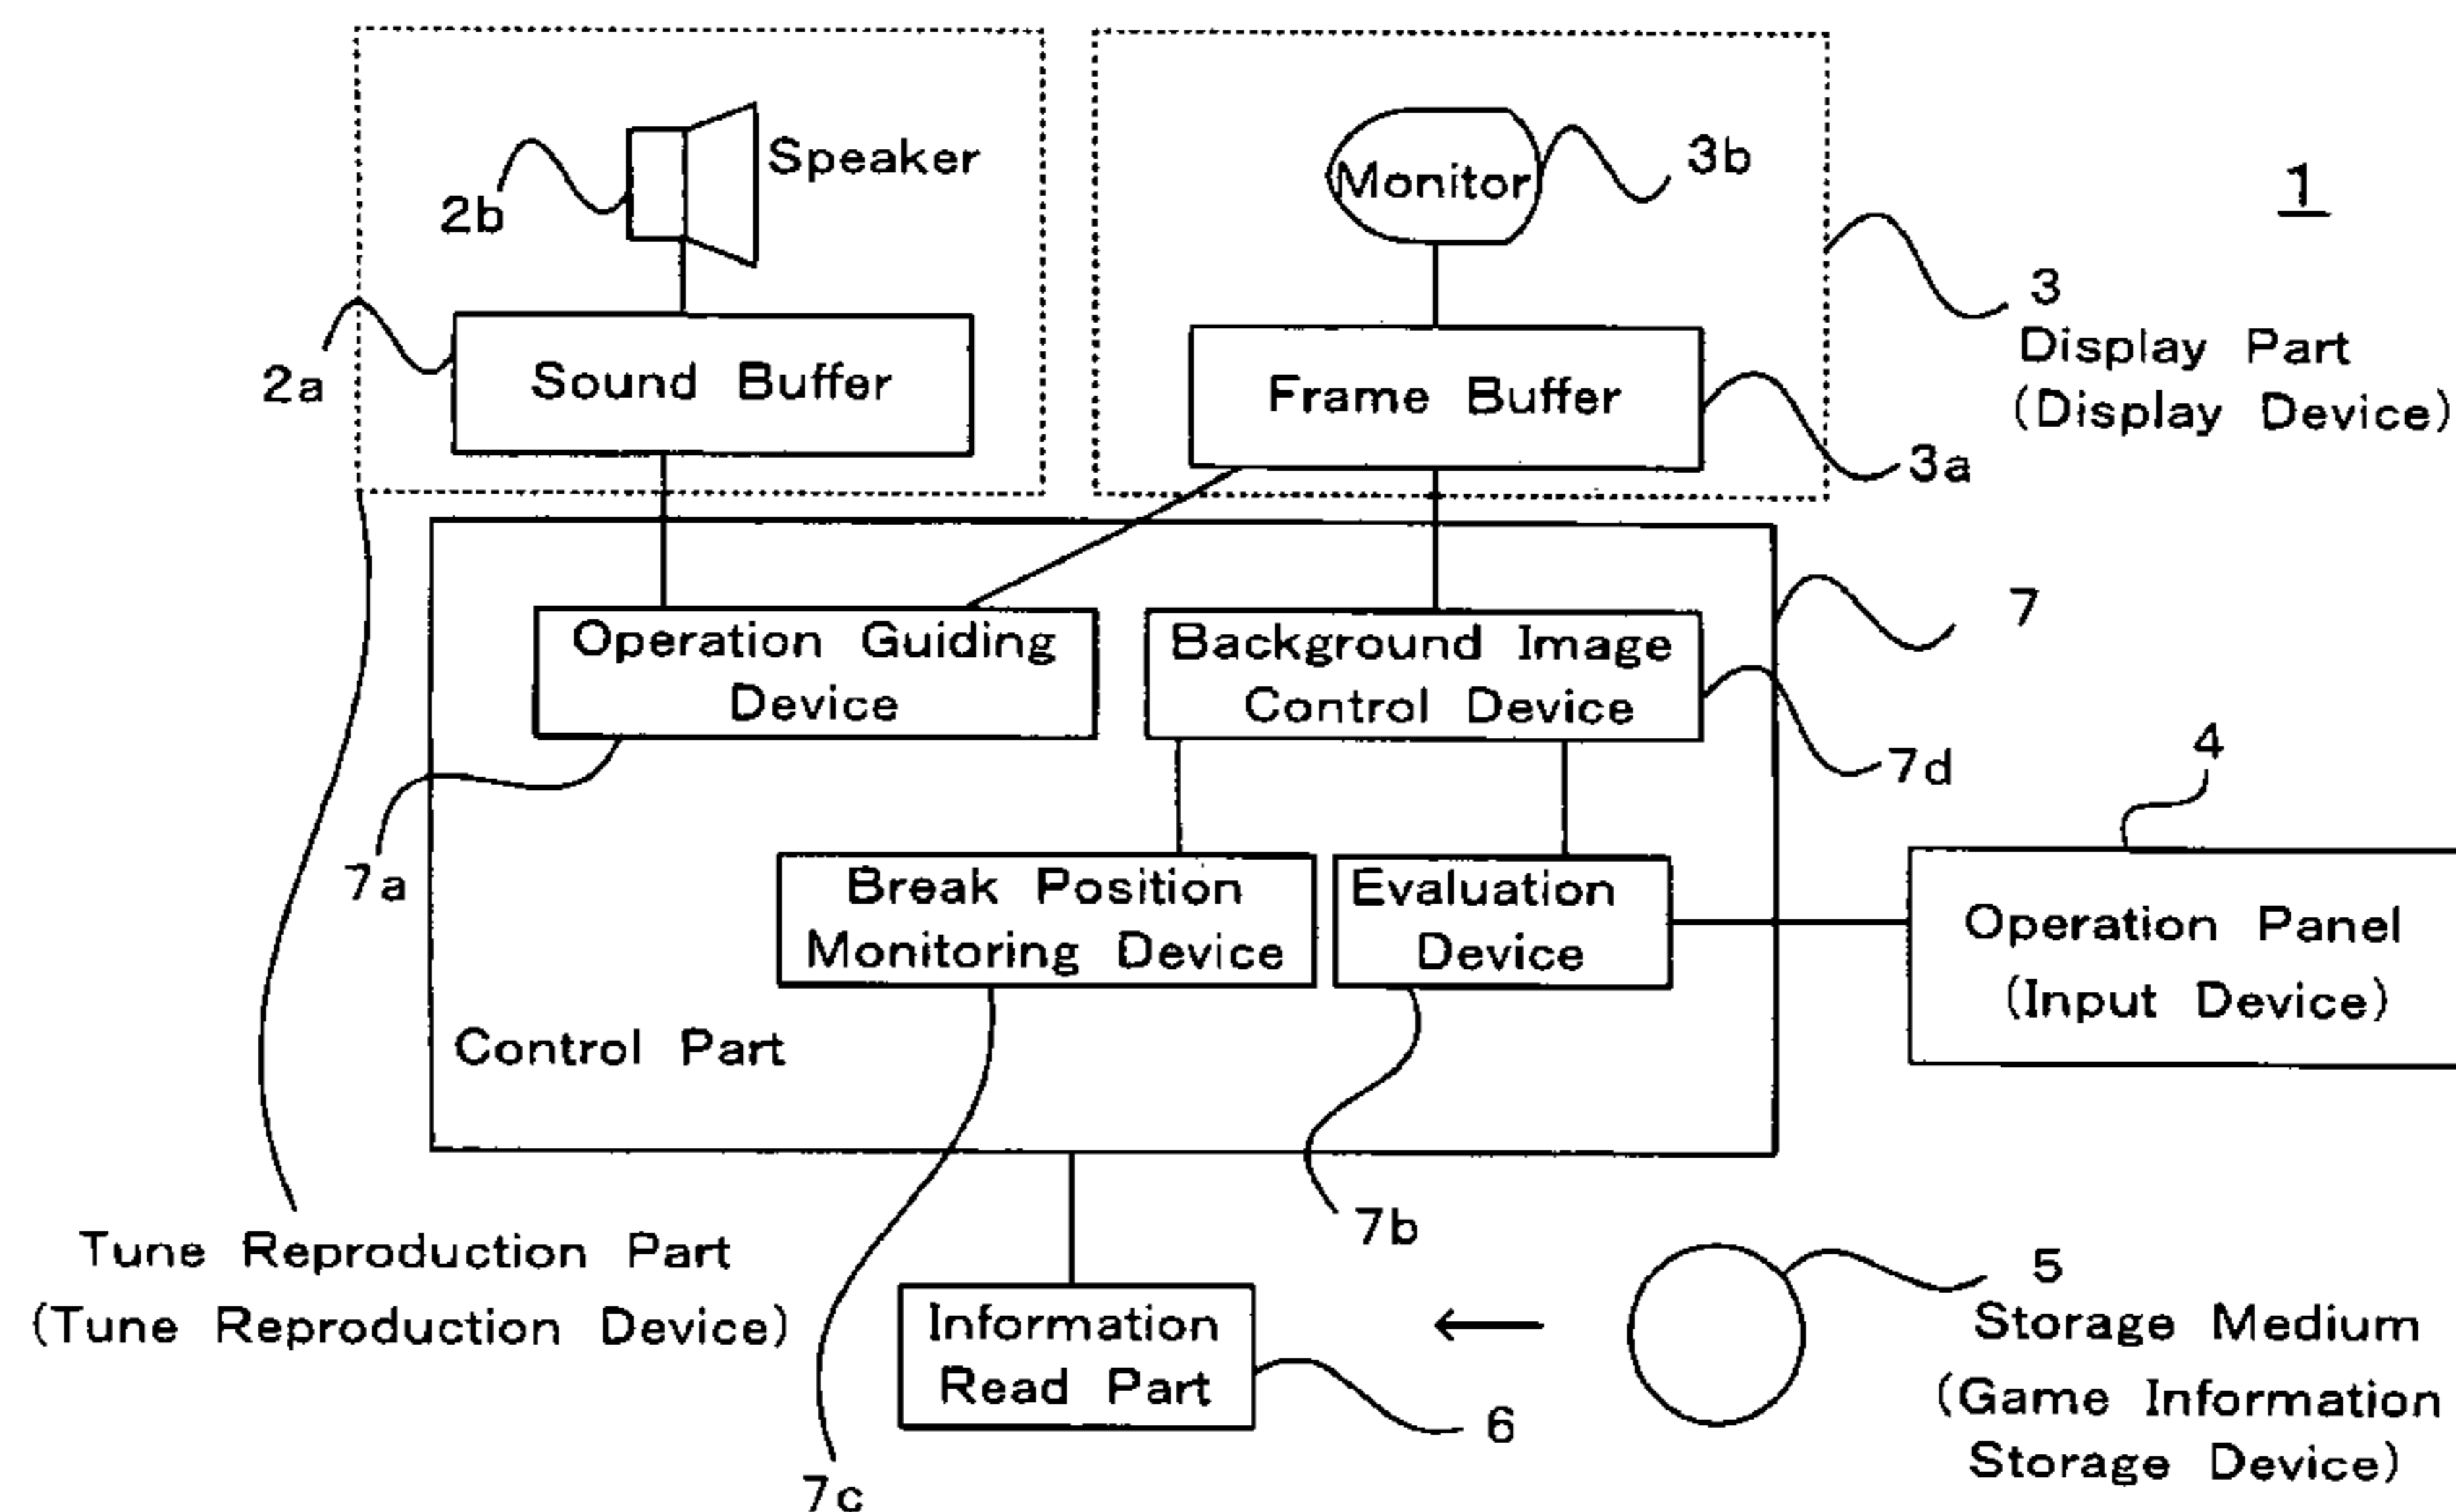 Speaker
2b
Monitor
3b
1
3
Display Part
(Display Device)
2a
Sound Buffer
Frame Buffer
3a
Operation Guiding
Device
Background Image
Control Device
7
7d
4
7a
Break Position
Monitoring Device
Evaluation
Device
Operation Panel
(Input Device)
Control Part
7b
Tune Reproduction Part
(Tune Reproduction Device)
Information
Read Part
5
Storage Medium
(Game Information
Storage Device)
6
7c